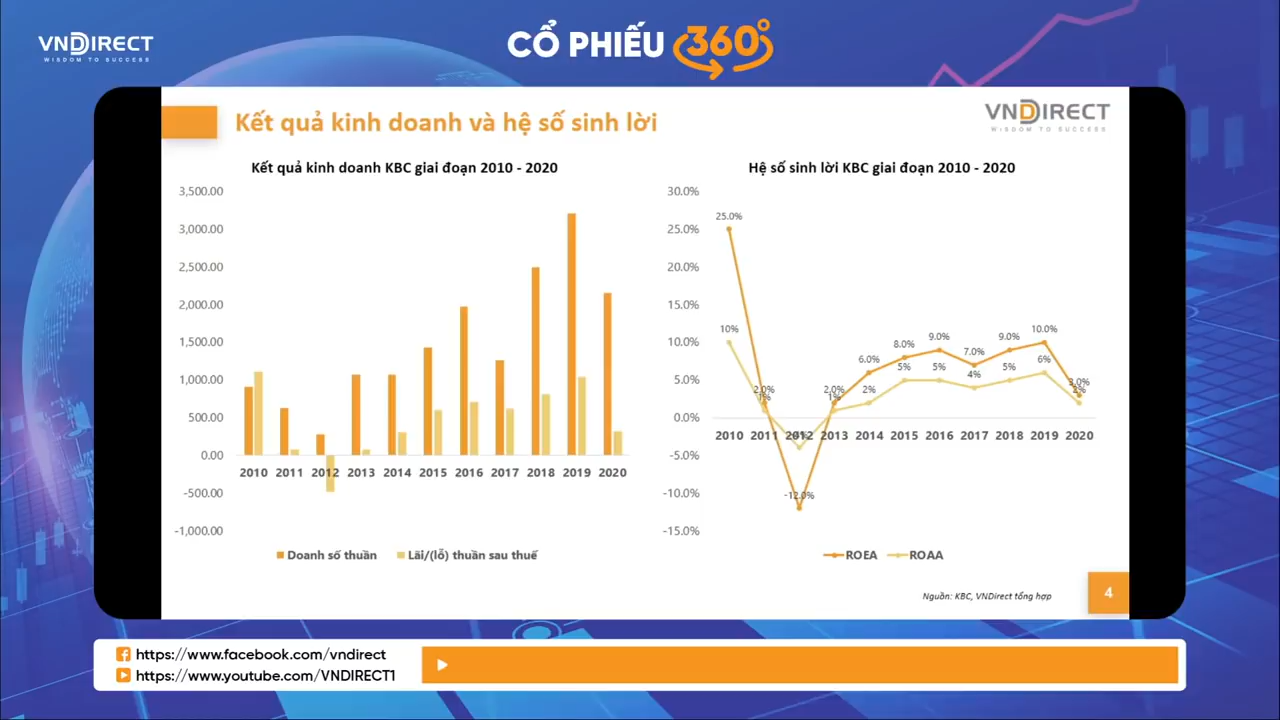 VNDIRECT
WISDOM TO SUCCESS
CỔ PHIẾU 360°
Kết quả kinh doanh và hệ số sinh lời
VNDIRECT
WISDOM TO SUCCESS
Kết quả kinh doanh KBC giai đoạn 2010 - 2020
3,500.00
3,000.00
2,500.00
2,000.00
1,500.00
1,000.00
500.00
0.00
-500.00
-1,000.00
2010 2011 2012 2013 2014 2015 2016 2017 2018 2019 2020
Doanh số thuần Lãi/(lỗ) thuần sau thuế
Hệ số sinh lời KBC giai đoạn 2010 - 2020
30.0%
25.0%
20.0%
15.0%
10.0%
5.0%
0.0%
-5.0%
-10.0%
-15.0%
25.0% 2.0% -12.0% 2.0% 6.0% 8.0% 9.0% 7.0% 9.0% 10.0% 3.0%
10% 1% 1% 2% 5% 5% 4% 5% 6% 2%
2010 2011 2012 2013 2014 2015 2016 2017 2018 2019 2020
ROEA ROAA
Nguồn: KBC, VNDirect tổng hợp
4
https://www.facebook.com/vndirect
https://www.youtube.com/VNDIRECT1